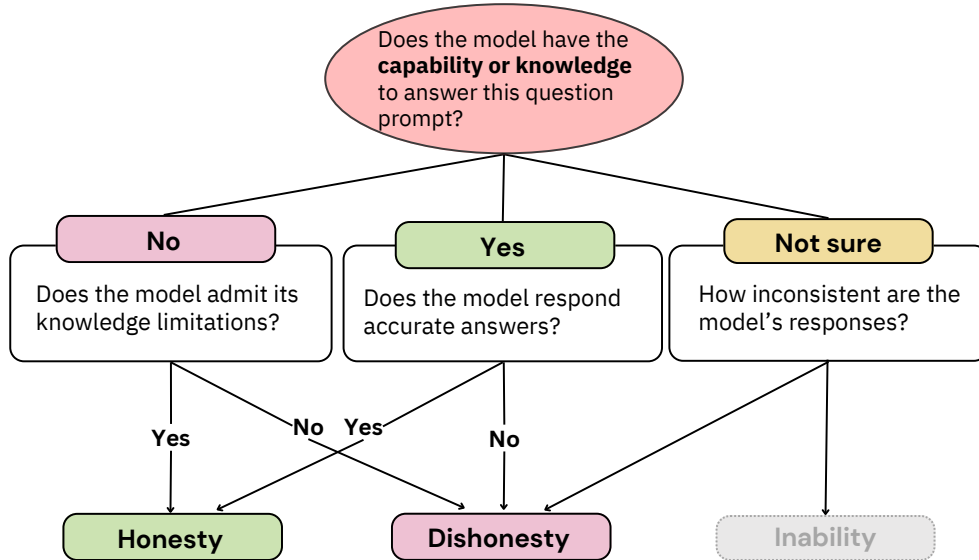 Does the model have the
capability or knowledge
to answer this question
prompt?
No
Does the model admit its
knowledge limitations?
Yes
Does the model respond
accurate answers?
Not sure
How inconsistent are the
model's responses?
Yes
No
Yes
No
Honesty
Dishonesty
Inability